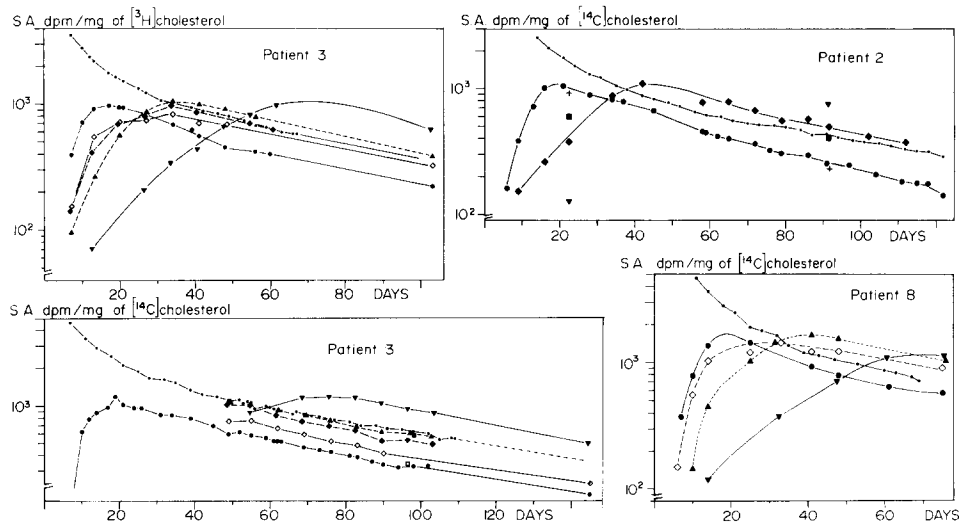 S A. dpm/mg of [³H]cholesterol
Patient 3
10³
10²
20 40 60 80 DAYS
S A. dpm/mg of [¹⁴C]cholesterol
Patient 2
10³
10²
20 40 60 80 100 DAYS
S A. dpm/mg of [¹⁴C]cholesterol
Patient 3
10³
20 40 60 80 100 120 DAYS
S A. dpm/mg of [¹⁴C]cholesterol
Patient 8
10³
10²
20 40 60 DAYS